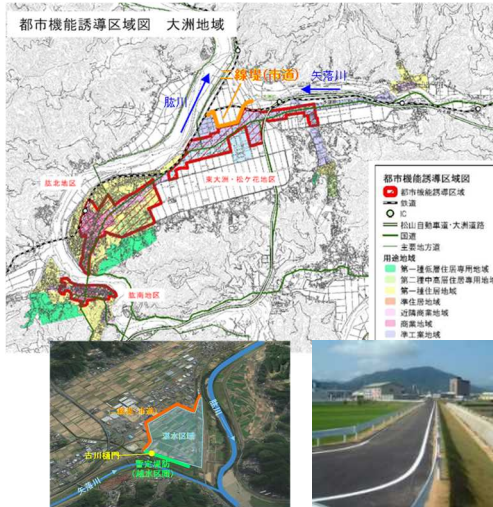 都市機能誘導区域図　大洲地域
二線堤(市道)
矢落川
肱川
肱北地区
東大洲・松ケ花地区
肱南地区
都市機能誘導区域図
都市機能誘導区域
鉄道
IC
松山自動車道・大洲道路
国道
主要地方道
用途地域
第一種低層住居専用地域
第二種中高層住居専用地域
第一種住居地域
準住居地域
近隣商業地域
商業地域
準工業地域
肱川
古川樋門
暫定堤防
(越水区間)
矢落川